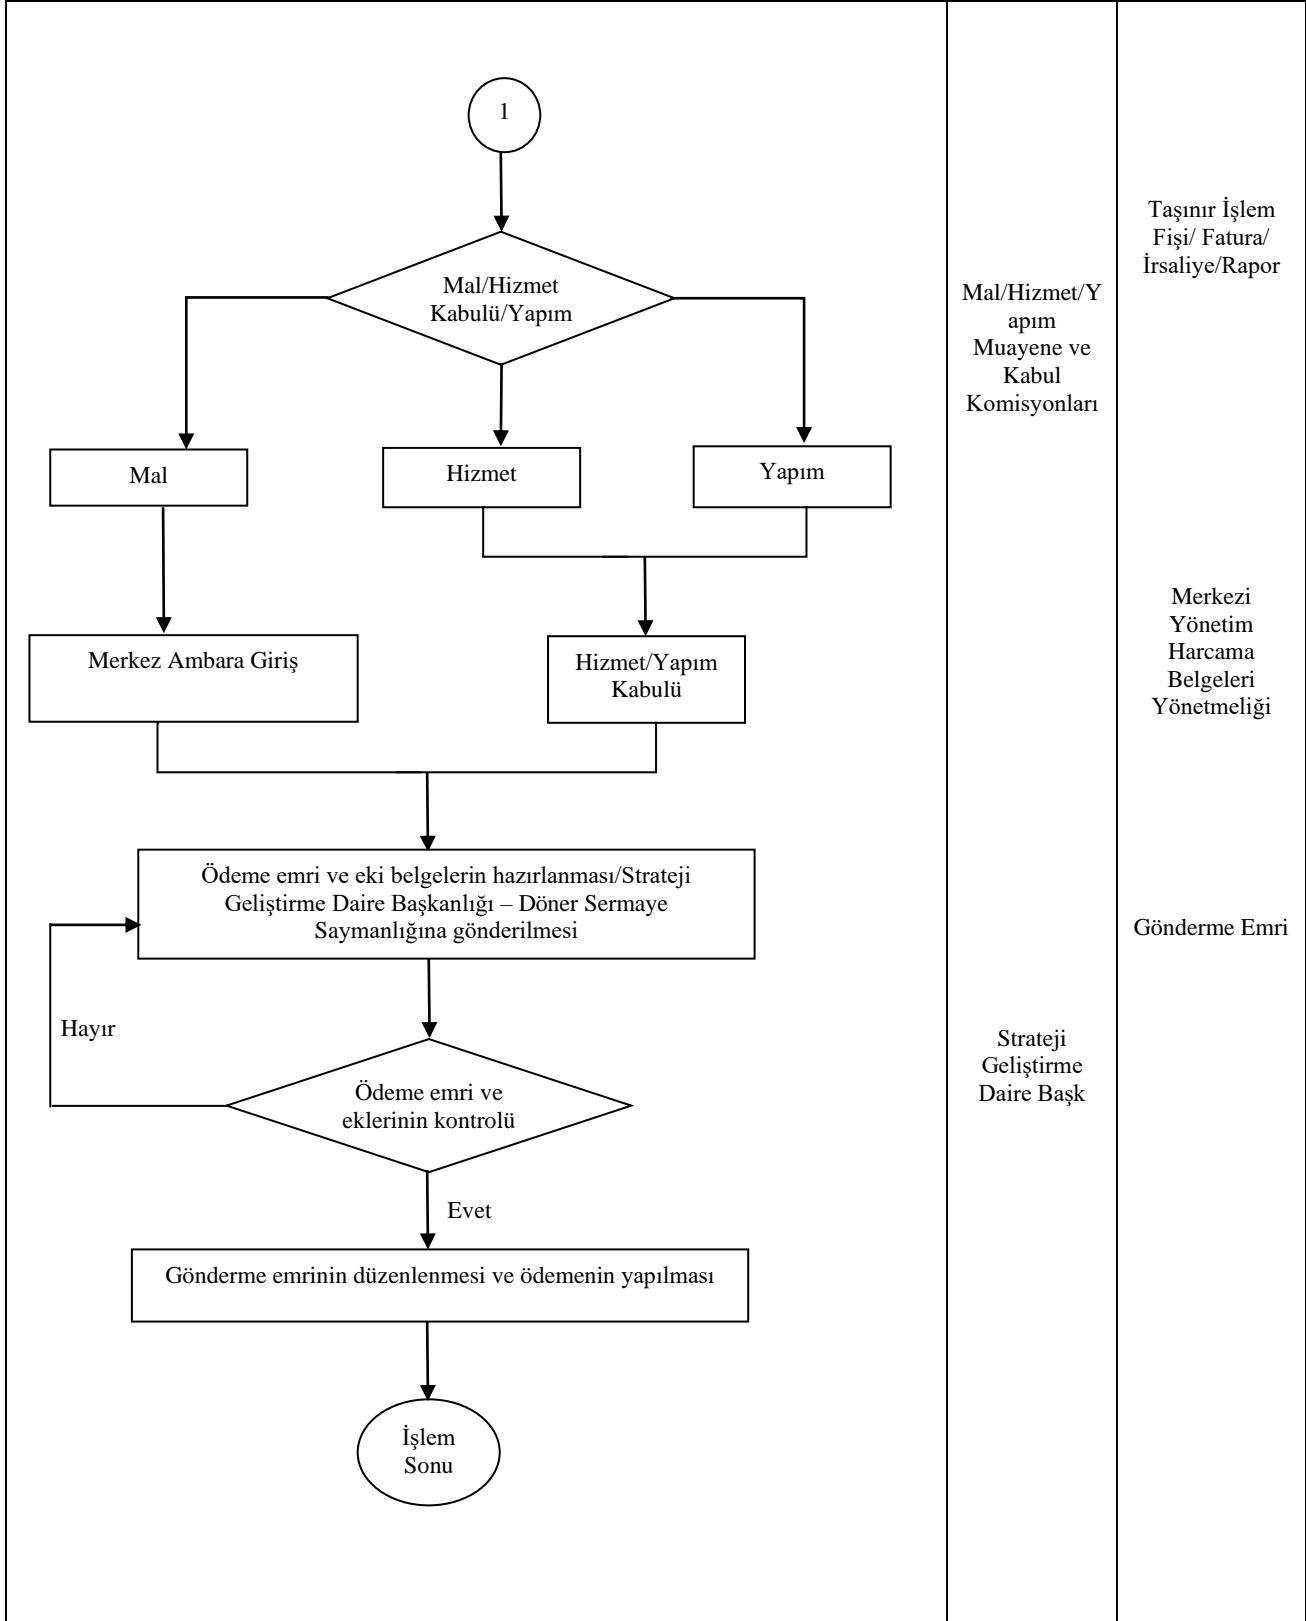 1
Mal/Hizmet
Kabulü/Yapım
Mal
Hizmet
Yapım
Merkez Ambara Giriş
Hizmet/Yapım
Kabulü
Ödeme emri ve eki belgelerin hazırlanması/Strateji
Geliştirme Daire Başkanlığı – Döner Sermaye
Saymanlığına gönderilmesi
Hayır
Ödeme emri ve
eklerinin kontrolü
Evet
Gönderme emrinin düzenlenmesi ve ödemenin yapılması
İşlem
Sonu
Mal/Hizmet/Y
apım
Muayene ve
Kabul
Komisyonları
Strateji
Geliştirme
Daire Başk
Taşınır İşlem
Fişi/ Fatura/
İrsaliye/Rapor
Merkezi
Yönetim
Harcama
Belgeleri
Yönetmeliği
Gönderme Emri